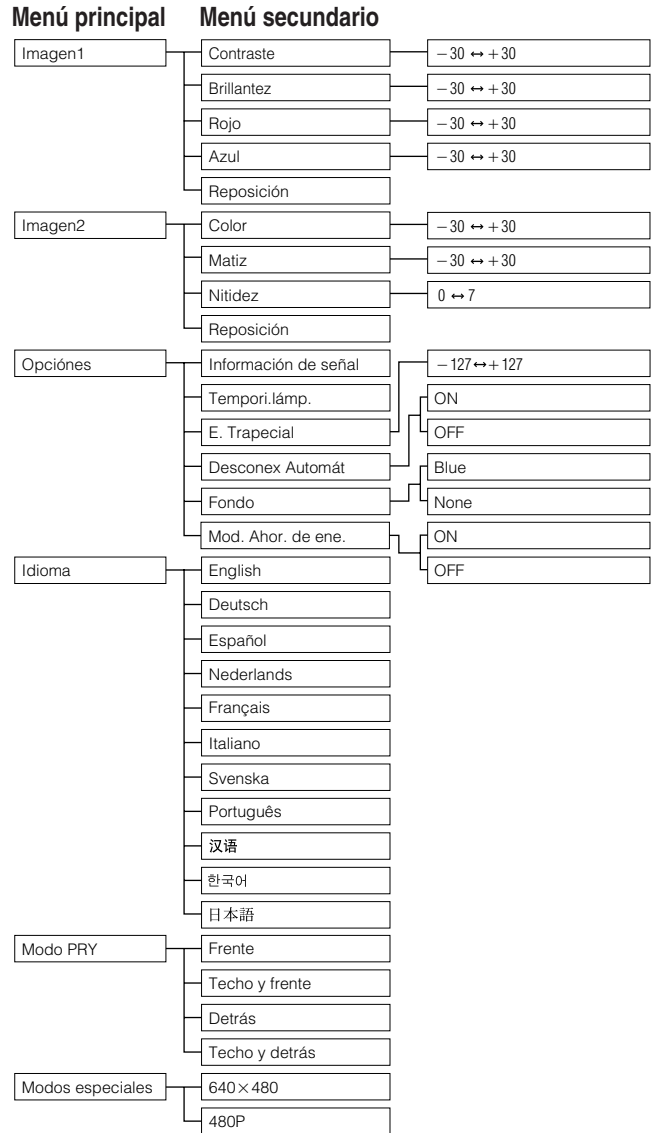 Menú principal Menú secundario
Imagen1 Contraste −30 ↔ +30
Brillantez −30 ↔ +30
Rojo −30 ↔ +30
Azul −30 ↔ +30
Reposición
Imagen2 Color −30 ↔ +30
Matiz −30 ↔ +30
Nitidez 0 ↔ 7
Reposición
Opciónes Información de señal −127↔+127
Tempori.lámp. ON
E. Trapecial OFF
Desconex Automát Blue
Fondo None
Mod. Ahor. de ene. ON
Idioma English OFF
Deutsch
Español
Nederlands
Français
Italiano
Svenska
Português
汉语
한국어
日本語
Modo PRY Frente
Techo y frente
Detrás
Techo y detrás
Modos especiales 640×480
480P